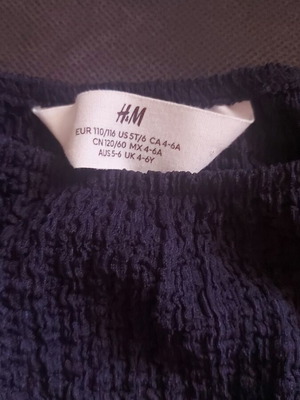 H&M
EUR 110/116 US 5T/6 CA 4-6A
CN 120/60 MX 4-6A
AUS 5-6 UK 4-6Y